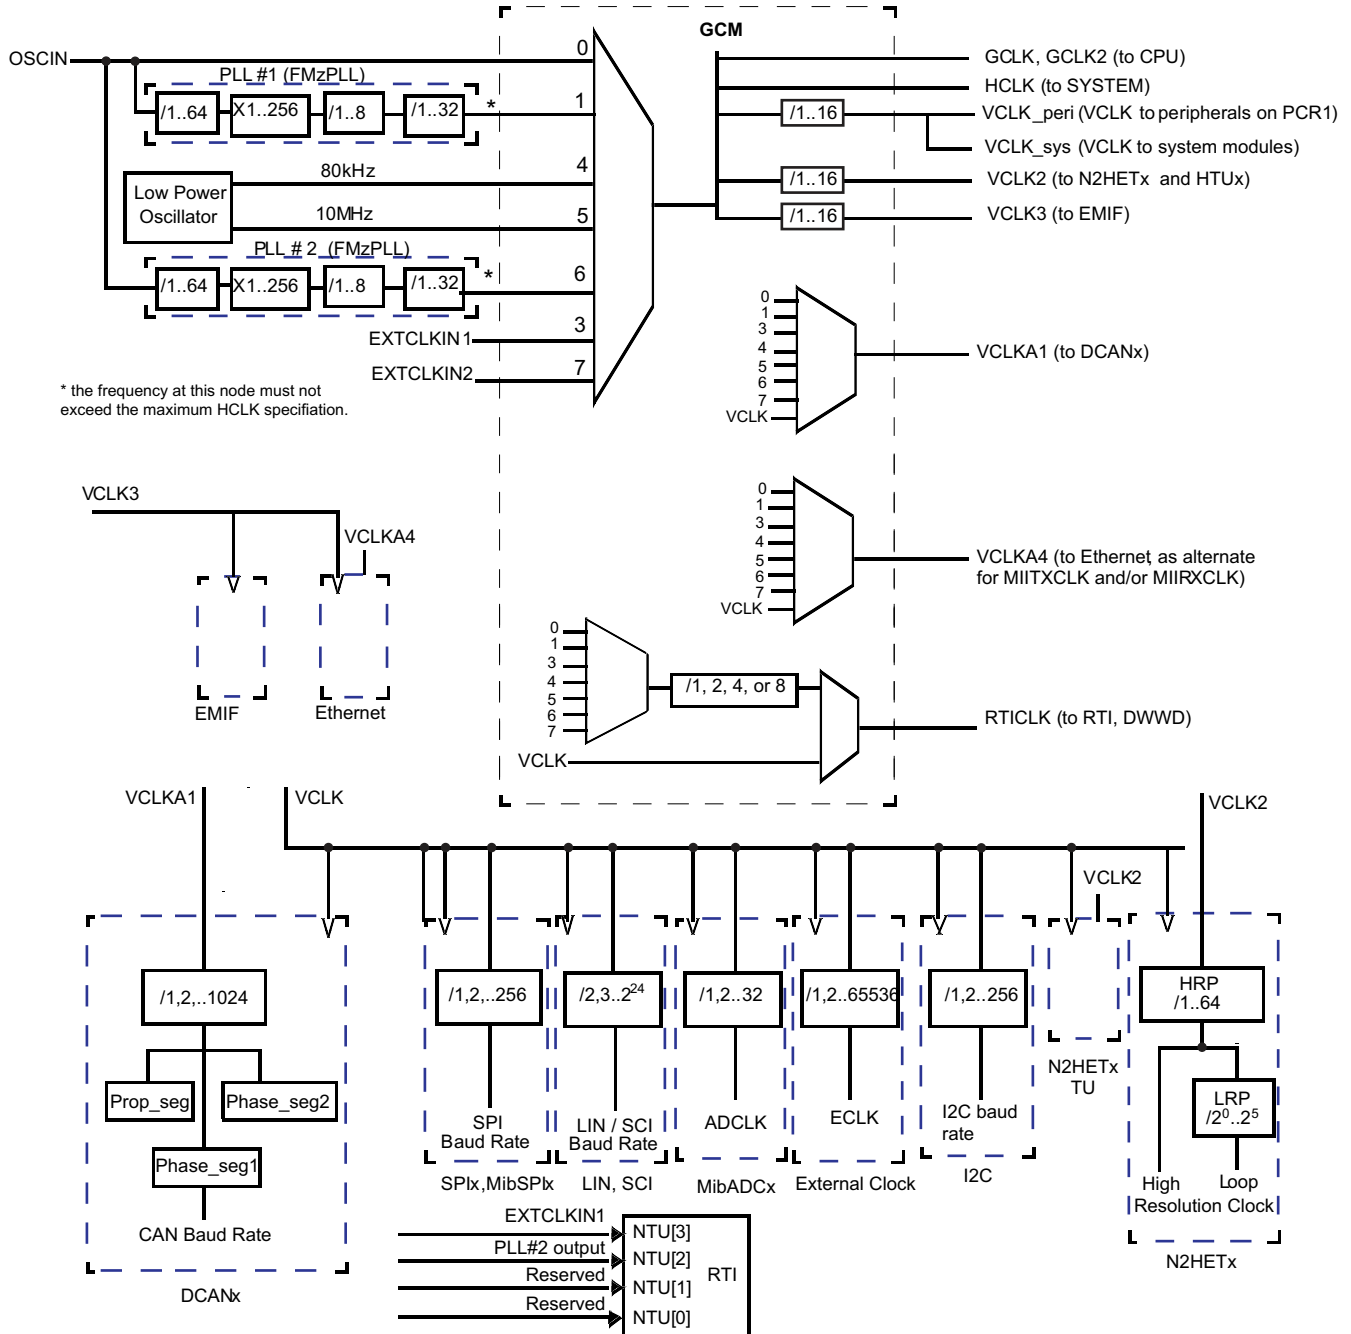 GCM
OSCIN
0
PLL #1 (FMzPLL)
/1..64
X1..256
/1..8
/1..32
*
1
80kHz
4
Low Power
Oscillator
10MHz
5
PLL # 2 (FMzPLL)
/1..64
X1..256
/1..8
/1..32
*
6
EXTCLKIN1
3
EXTCLKIN2
7
* the frequency at this node must not
exceed the maximum HCLK specifiation.
GCLK, GCLK2 (to CPU)
HCLK (to SYSTEM)
/1..16
VCLK_peri (VCLK to peripherals on PCR1)
VCLK_sys (VCLK to system modules)
/1..16
VCLK2 (to N2HETx and HTUx)
/1..16
VCLK3 (to EMIF)
0
1
3
4
5
6
7
VCLK
VCLKA1 (to DCANx)
0
1
3
4
5
6
7
VCLK
VCLKA4 (to Ethernet, as alternate
for MIITXCLK and/or MIIRXCLK)
0
1
3
4
5
6
7
/1, 2, 4, or 8
VCLK
RTICLK (to RTI, DWWD)
VCLK3
VCLKA4
EMIF
Ethernet
VCLKA1
VCLK
VCLK2
VCLK2
/1,2,..1024
Prop_seg
Phase_seg2
Phase_seg1
CAN Baud Rate
DCANx
/1,2,..256
SPI
Baud Rate
SPIx,MibSPIx
/2,3..2^24
LIN / SCI
Baud Rate
LIN, SCI
/1,2..32
ADCLK
MibADCx
/1,2..65536
ECLK
External Clock
/1,2..256
I2C baud
rate
I2C
N2HETx
TU
HRP
/1..64
LRP
/2^0..2^5
High
Loop
Resolution Clock
N2HETx
EXTCLKIN1
NTU[3]
PLL#2 output
NTU[2]
RTI
Reserved
NTU[1]
Reserved
NTU[0]